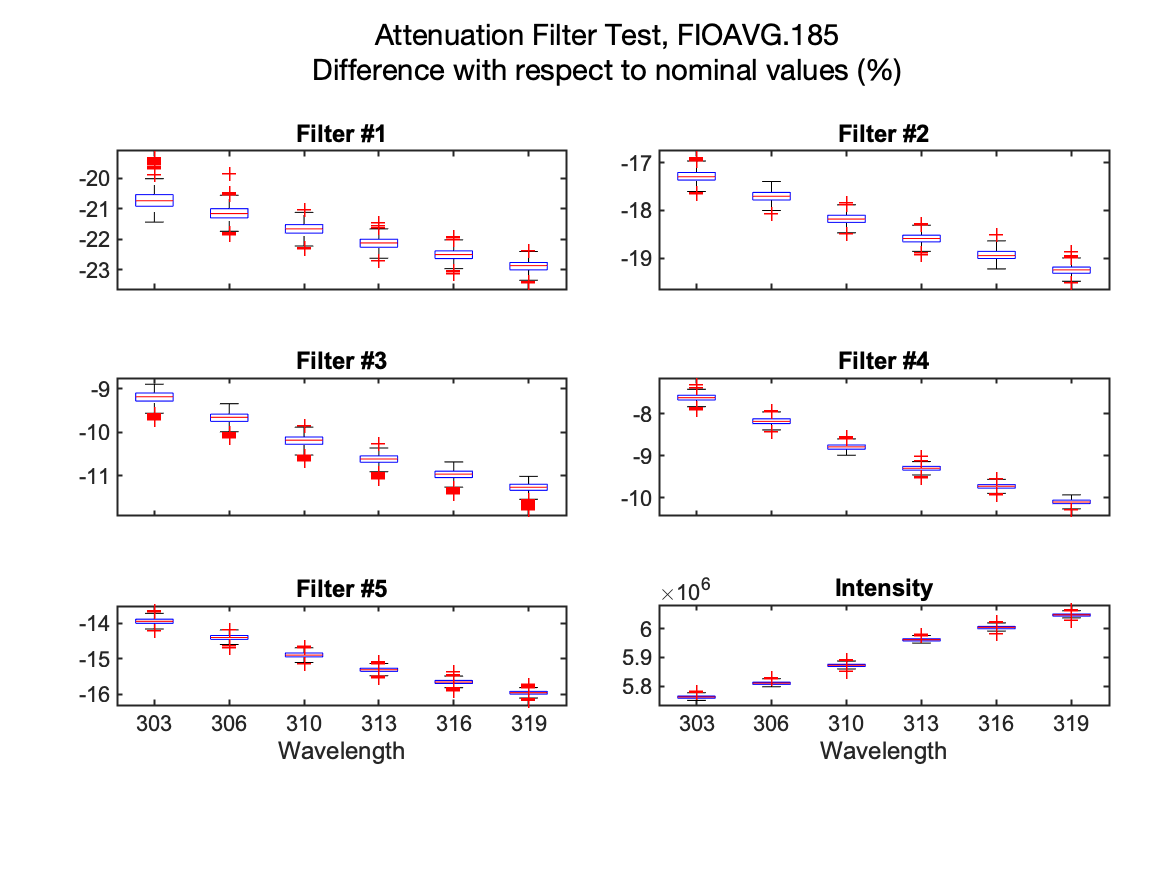 Attenuation Filter Test, FIOAVG.185
Difference with respect to nominal values (%)
Filter #1
-20
-21
-22
-23
Filter #2
-17
-18
-19
Filter #3
-9
-10
-11
Filter #4
-8
-9
-10
Filter #5
-14
-15
-16
303 306 310 313 316 319
Wavelength
Intensity
×10⁶
6
5.9
5.8
303 306 310 313 316 319
Wavelength